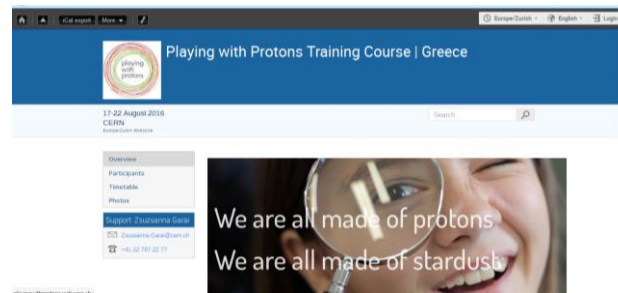 iCal export More
Europe/Zurich English Login
playing
with
protons
Playing with Protons Training Course | Greece
17-22 August 2016
CERN
Europe/Zurich timezone
Search
Overview
Participants
Timetable
Photos
Support: Zsuzsanna Garai
Zsuzsanna.Garai@cern.ch
+41 22 767 22 77
We are all made of protons
We are all made of stardust